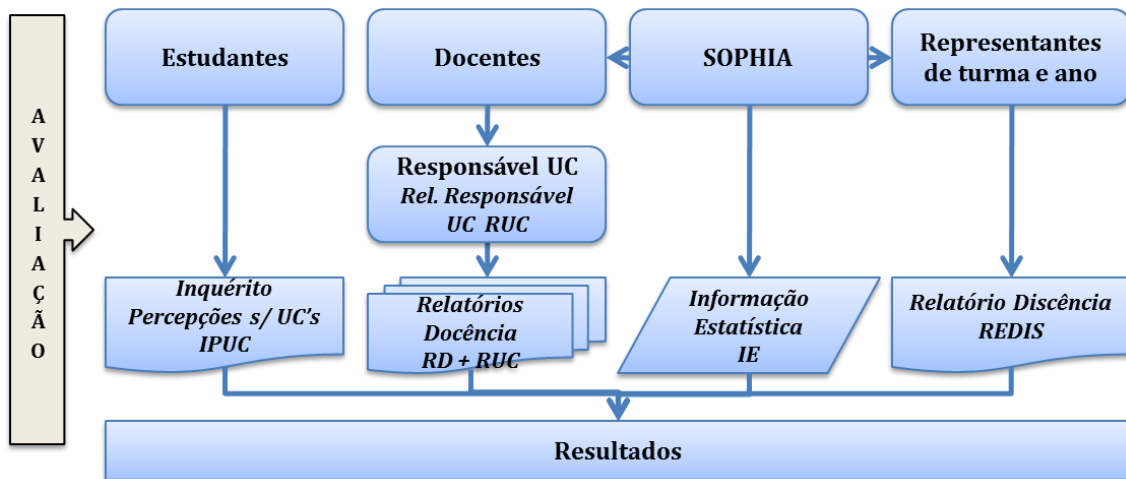 AVALIAÇÃO
Estudantes
Docentes
SOPHIA
Representantes
de turma e ano
Responsável UC
Rel. Responsável
UC RUC
Inquérito
Percepções s/ UC's
IPUC
Relatórios
Docência
RD + RUC
Informação
Estatística
IE
Relatório Discência
REDIS
Resultados